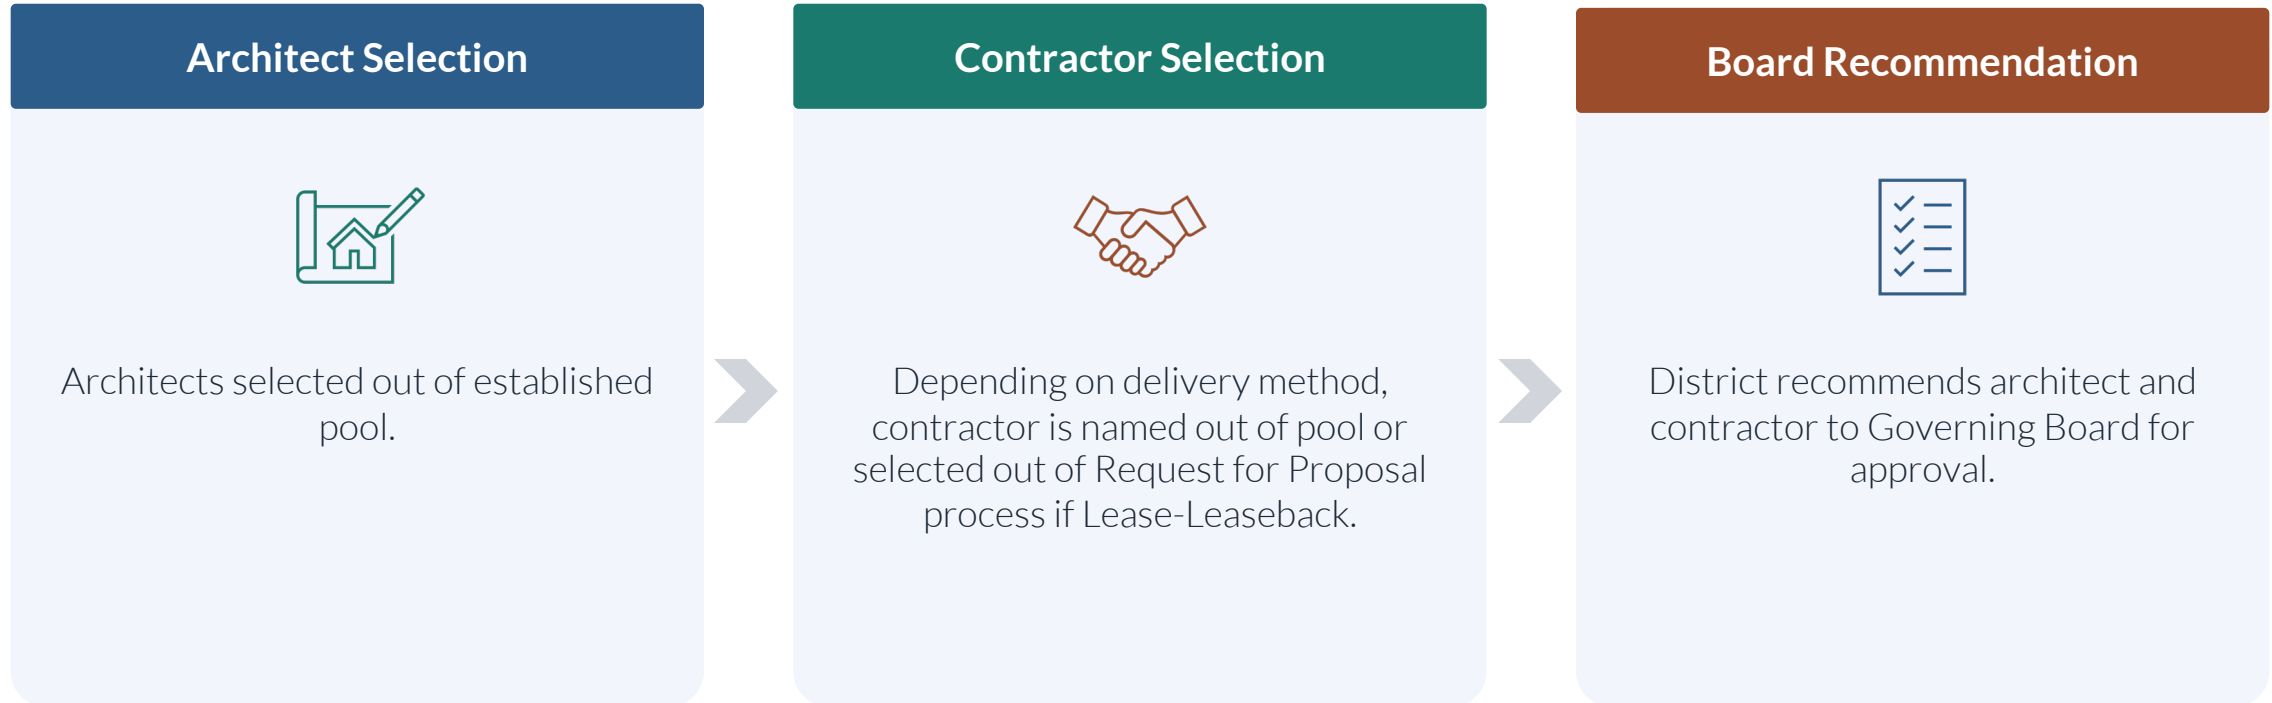 Architect Selection
Architects selected out of established
pool.
Contractor Selection
Depending on delivery method,
contractor is named out of pool or
selected out of Request for Proposal
process if Lease-Leaseback.
Board Recommendation
District recommends architect and
contractor to Governing Board for
approval.